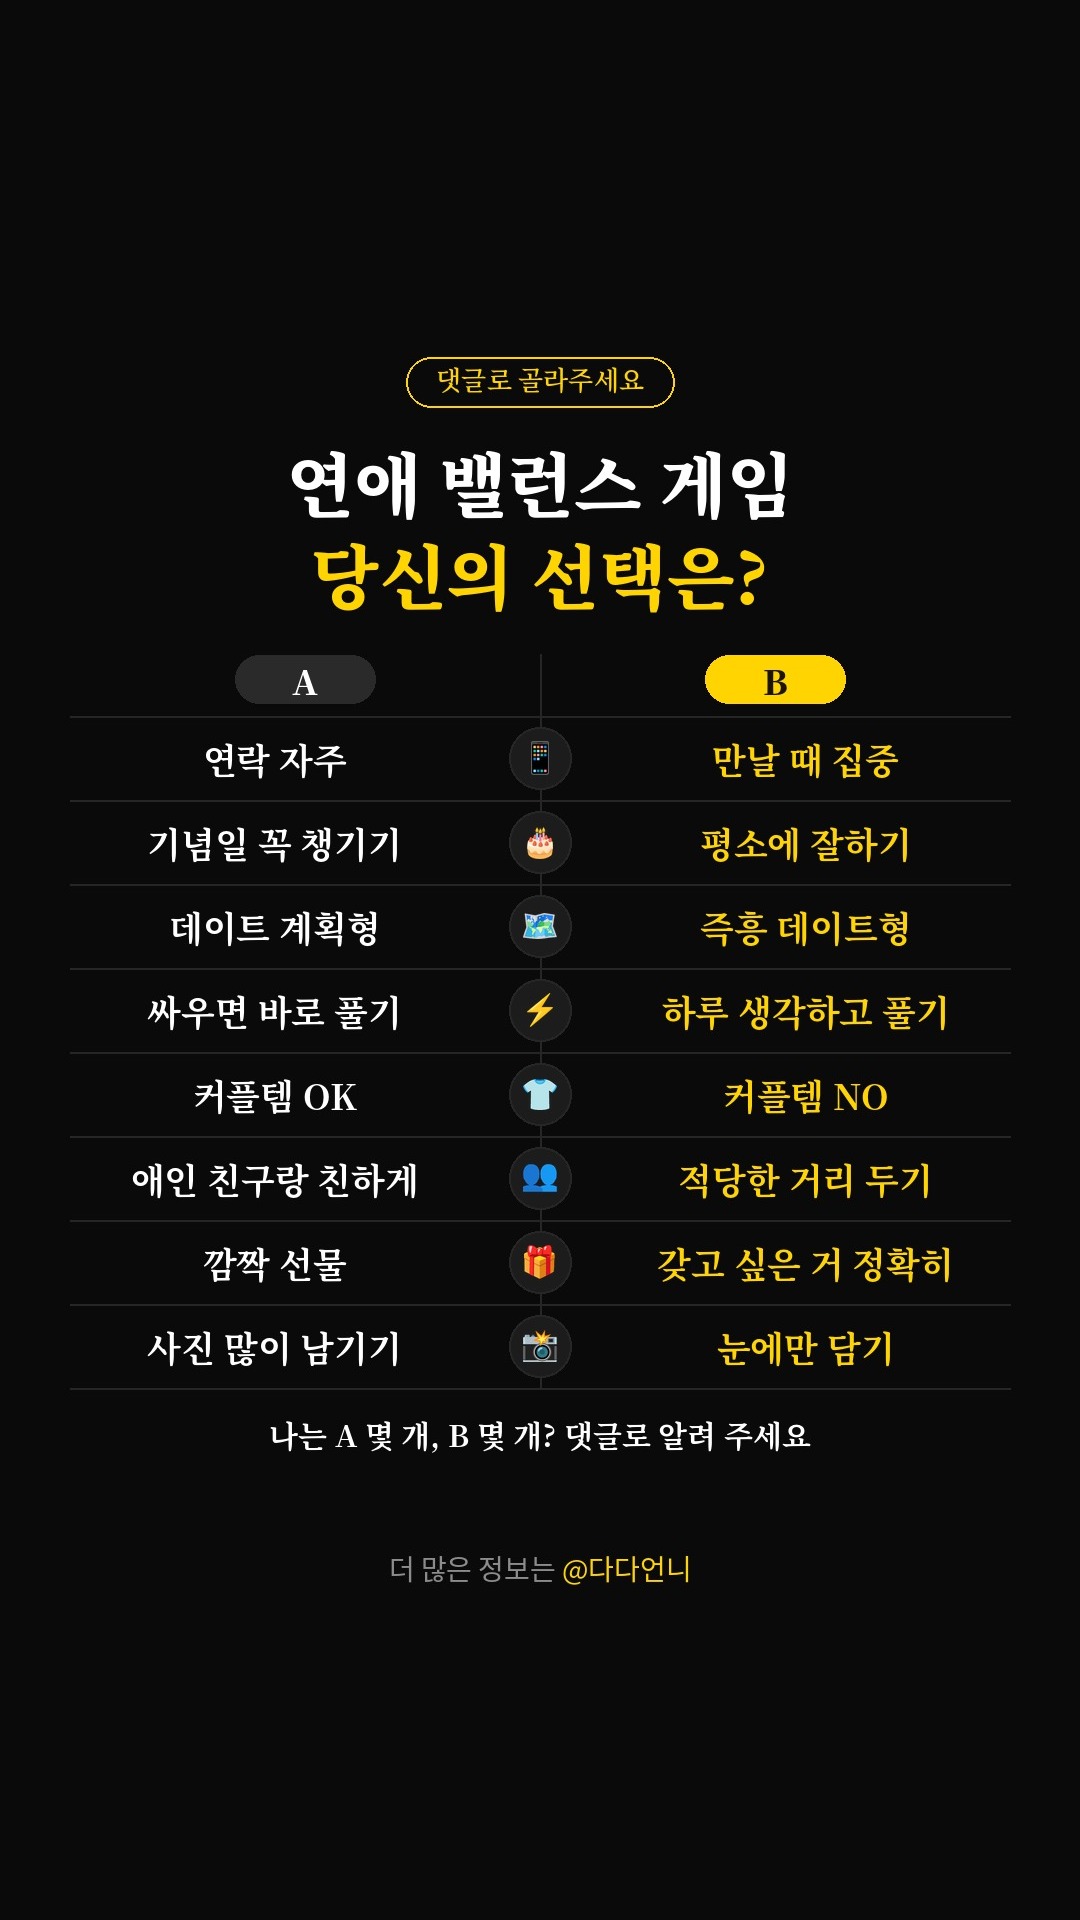 댓글로 골라주세요
연애 밸런스 게임
당신의 선택은?
A B
연락 자주 만날 때 집중
기념일 꼭 챙기기 평소에 잘하기
데이트 계획형 즉흥 데이트형
싸우면 바로 풀기 하루 생각하고 풀기
커플템 OK 커플템 NO
애인 친구랑 친하게 적당한 거리 두기
깜짝 선물 갖고 싶은 거 정확히
사진 많이 남기기 눈에만 담기
나는 A 몇 개, B 몇 개? 댓글로 알려 주세요
더 많은 정보는 @다다언니